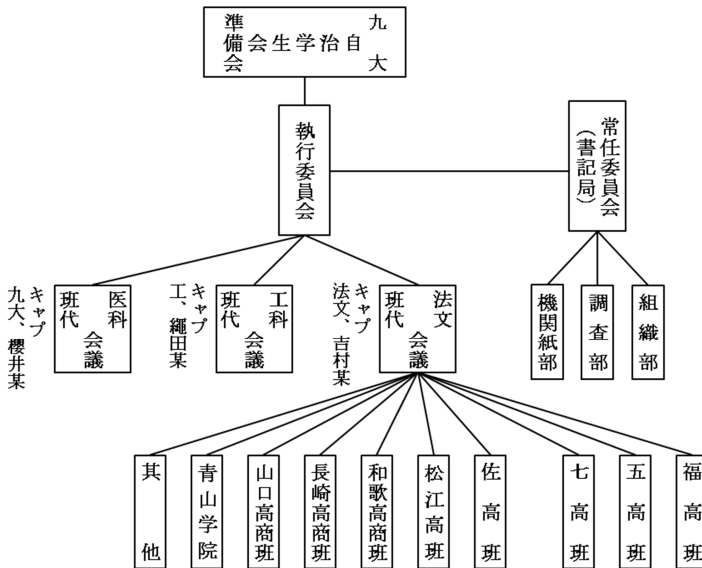 九大
自治学生会
準備会
執行委員会
常任委員会
（書記局）
法文
班代
会議
キャプ
法文、吉村某
工科
班代
会議
キャプ
工、繩田某
医科
班代
会議
キャプ
九大、櫻井某
組織部
調査部
機関紙部
福高班
五高班
七高班
佐高班
松江高班
和歌高商班
長崎高商班
山口高商班
青山学院
其他